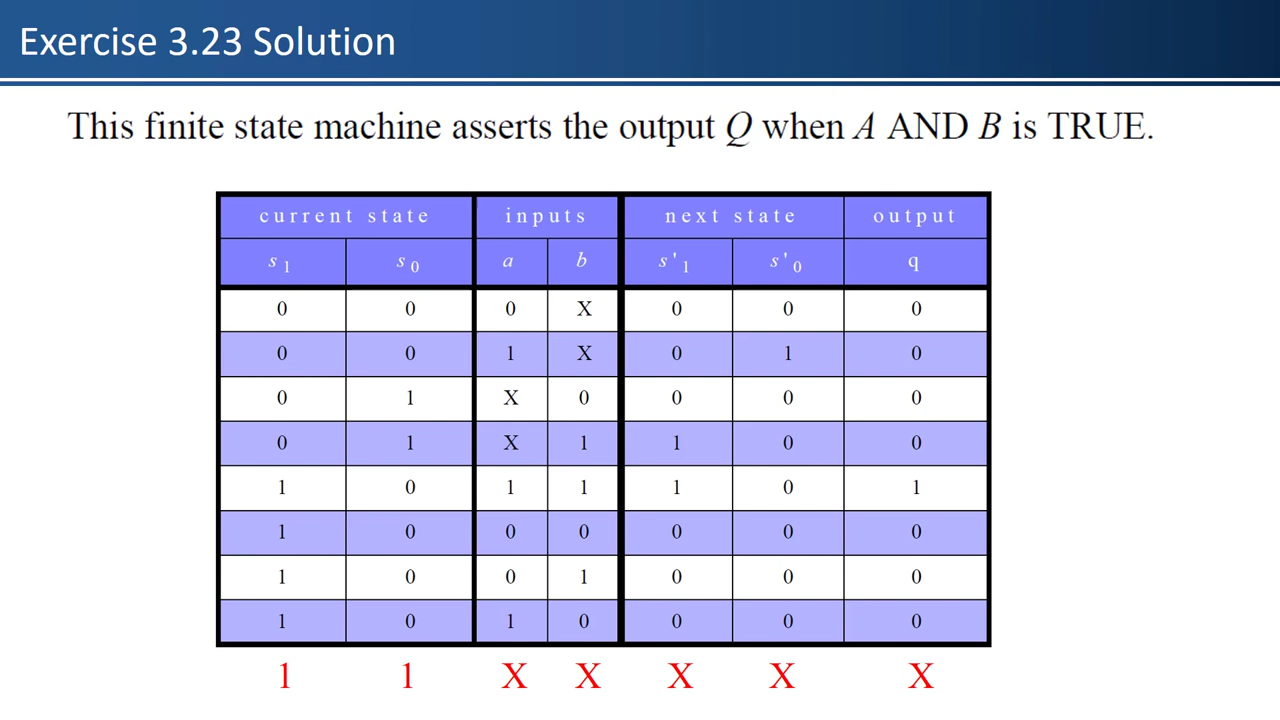 Exercise 3.23 Solution
This finite state machine asserts the output Q when A AND B is TRUE.
current state inputs next state output
s1 s0 a b s'1 s'0 q
0 0 0 X 0 0 0
0 0 1 X 0 1 0
0 1 X 0 0 0 0
0 1 X 1 1 0 0
1 0 1 1 1 0 1
1 0 0 0 0 0 0
1 0 0 1 0 0 0
1 0 1 0 0 0 0
1 1 X X X X X